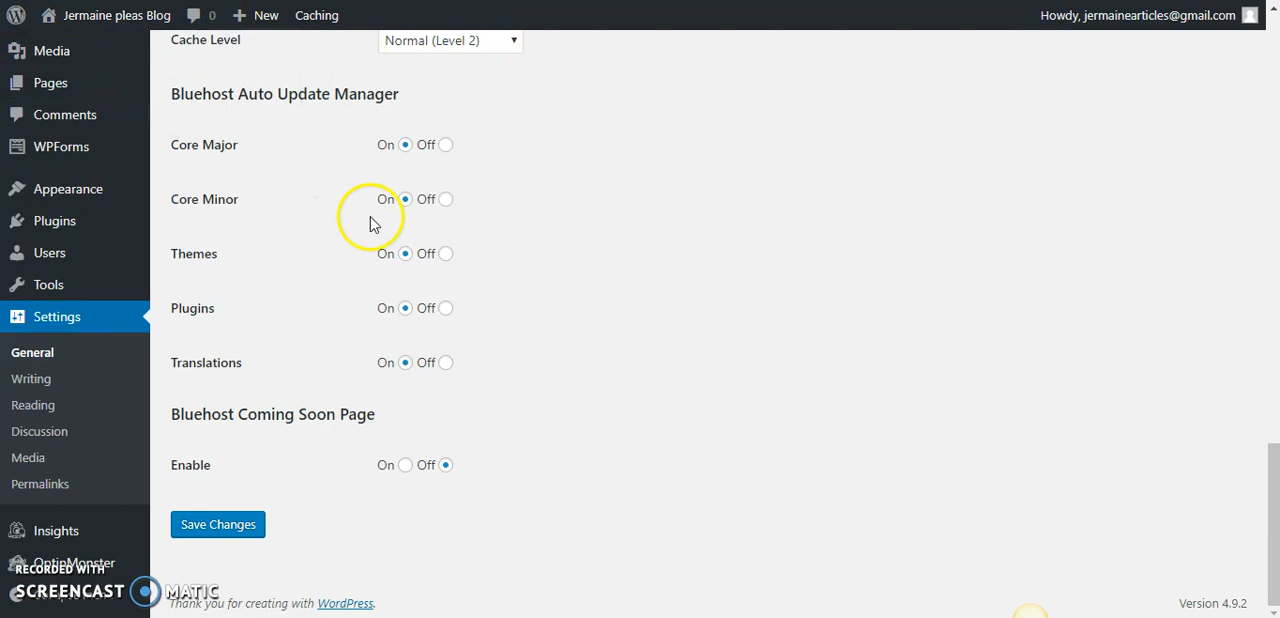 Jermaine pleas Blog 0 New Caching Howdy, jermainearticles@gmail.com
Media
Pages
Comments
WPForms
Appearance
Plugins
Users
Tools
Settings
General
Writing
Reading
Discussion
Media
Permalinks
Insights
OptinMonster
Cache Level Normal (Level 2)
Bluehost Auto Update Manager
Core Major On Off
Core Minor On Off
Themes On Off
Plugins On Off
Translations On Off
Bluehost Coming Soon Page
Enable On Off
Save Changes
RECORDED WITH
SCREENCAST MATIC
Thank you for creating with WordPress. Version 4.9.2